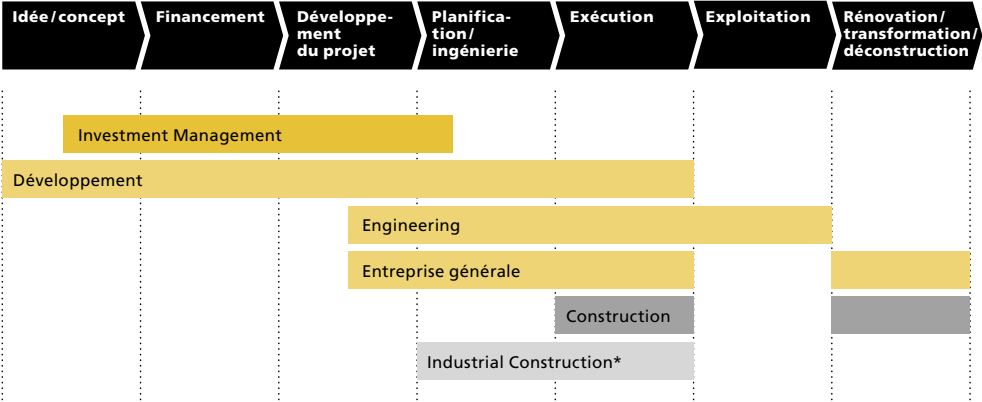 Idée/concept
Financement
Développe-
ment
du projet
Planifica-
tion/
ingénierie
Exécution
Exploitation
Rénovation/
transformation/
déconstruction
Investment Management
Développement
Engineering
Entreprise générale
Construction
Industrial Construction*